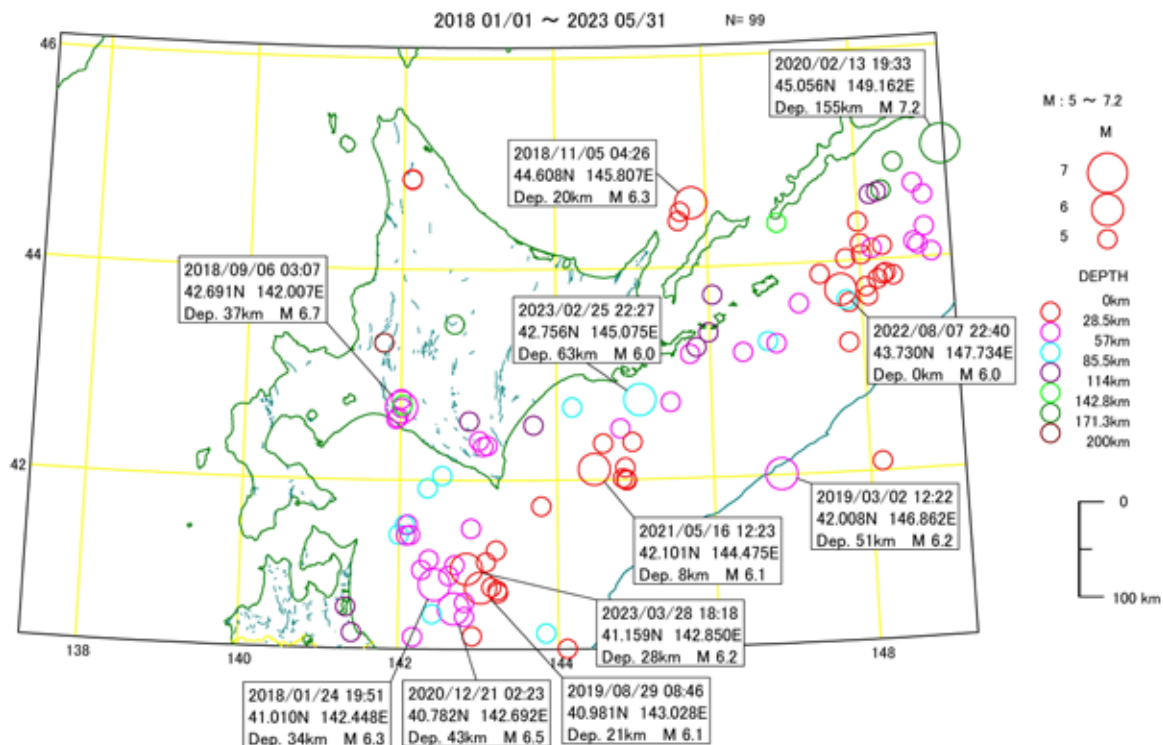 2018 01/01 ～ 2023 05/31 N= 99
46
44
42
138
140
142
144
148
2020/02/13 19:33
45.056N 149.162E
Dep. 155km M 7.2
2018/11/05 04:26
44.608N 145.807E
Dep. 20km M 6.3
2018/09/06 03:07
42.691N 142.007E
Dep. 37km M 6.7
2023/02/25 22:27
42.756N 145.075E
Dep. 63km M 6.0
2022/08/07 22:40
43.730N 147.734E
Dep. 0km M 6.0
2019/03/02 12:22
42.008N 146.862E
Dep. 51km M 6.2
2021/05/16 12:23
42.101N 144.475E
Dep. 8km M 6.1
2023/03/28 18:18
41.159N 142.850E
Dep. 28km M 6.2
2018/01/24 19:51
41.010N 142.448E
Dep. 34km M 6.3
2020/12/21 02:23
40.782N 142.692E
Dep. 43km M 6.5
2019/08/29 08:46
40.981N 143.028E
Dep. 21km M 6.1
M : 5 ～ 7.2
M
7
6
5
DEPTH
0km
28.5km
57km
85.5km
114km
142.8km
171.3km
200km
0
100 km